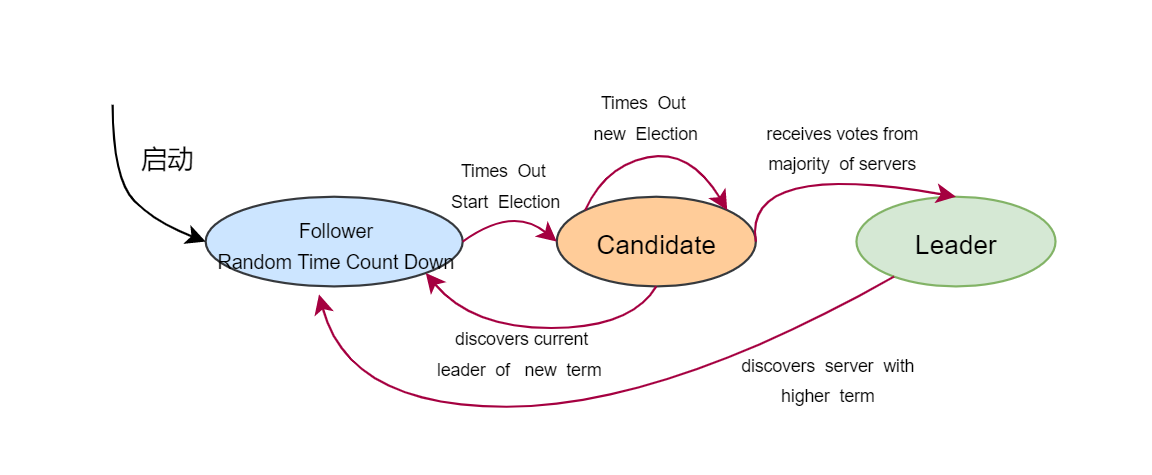 启动
Follower
Random Time Count Down
Times Out
Start Election
Times Out
new Election
Candidate
receives votes from
majority of servers
Leader
discovers current
leader of new term
discovers server with
higher term